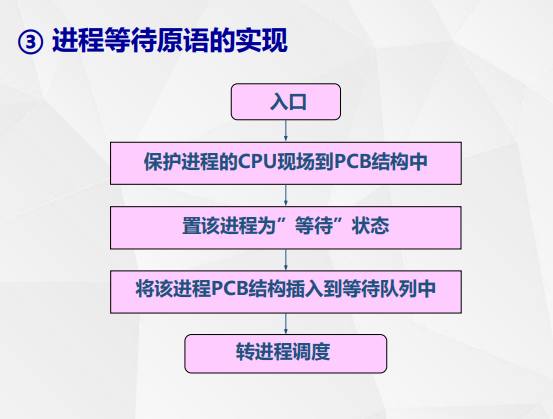 ③ 进程等待原语的实现
入口
保护进程的CPU现场到PCB结构中
置该进程为”等待”状态
将该进程PCB结构插入到等待队列中
转进程调度